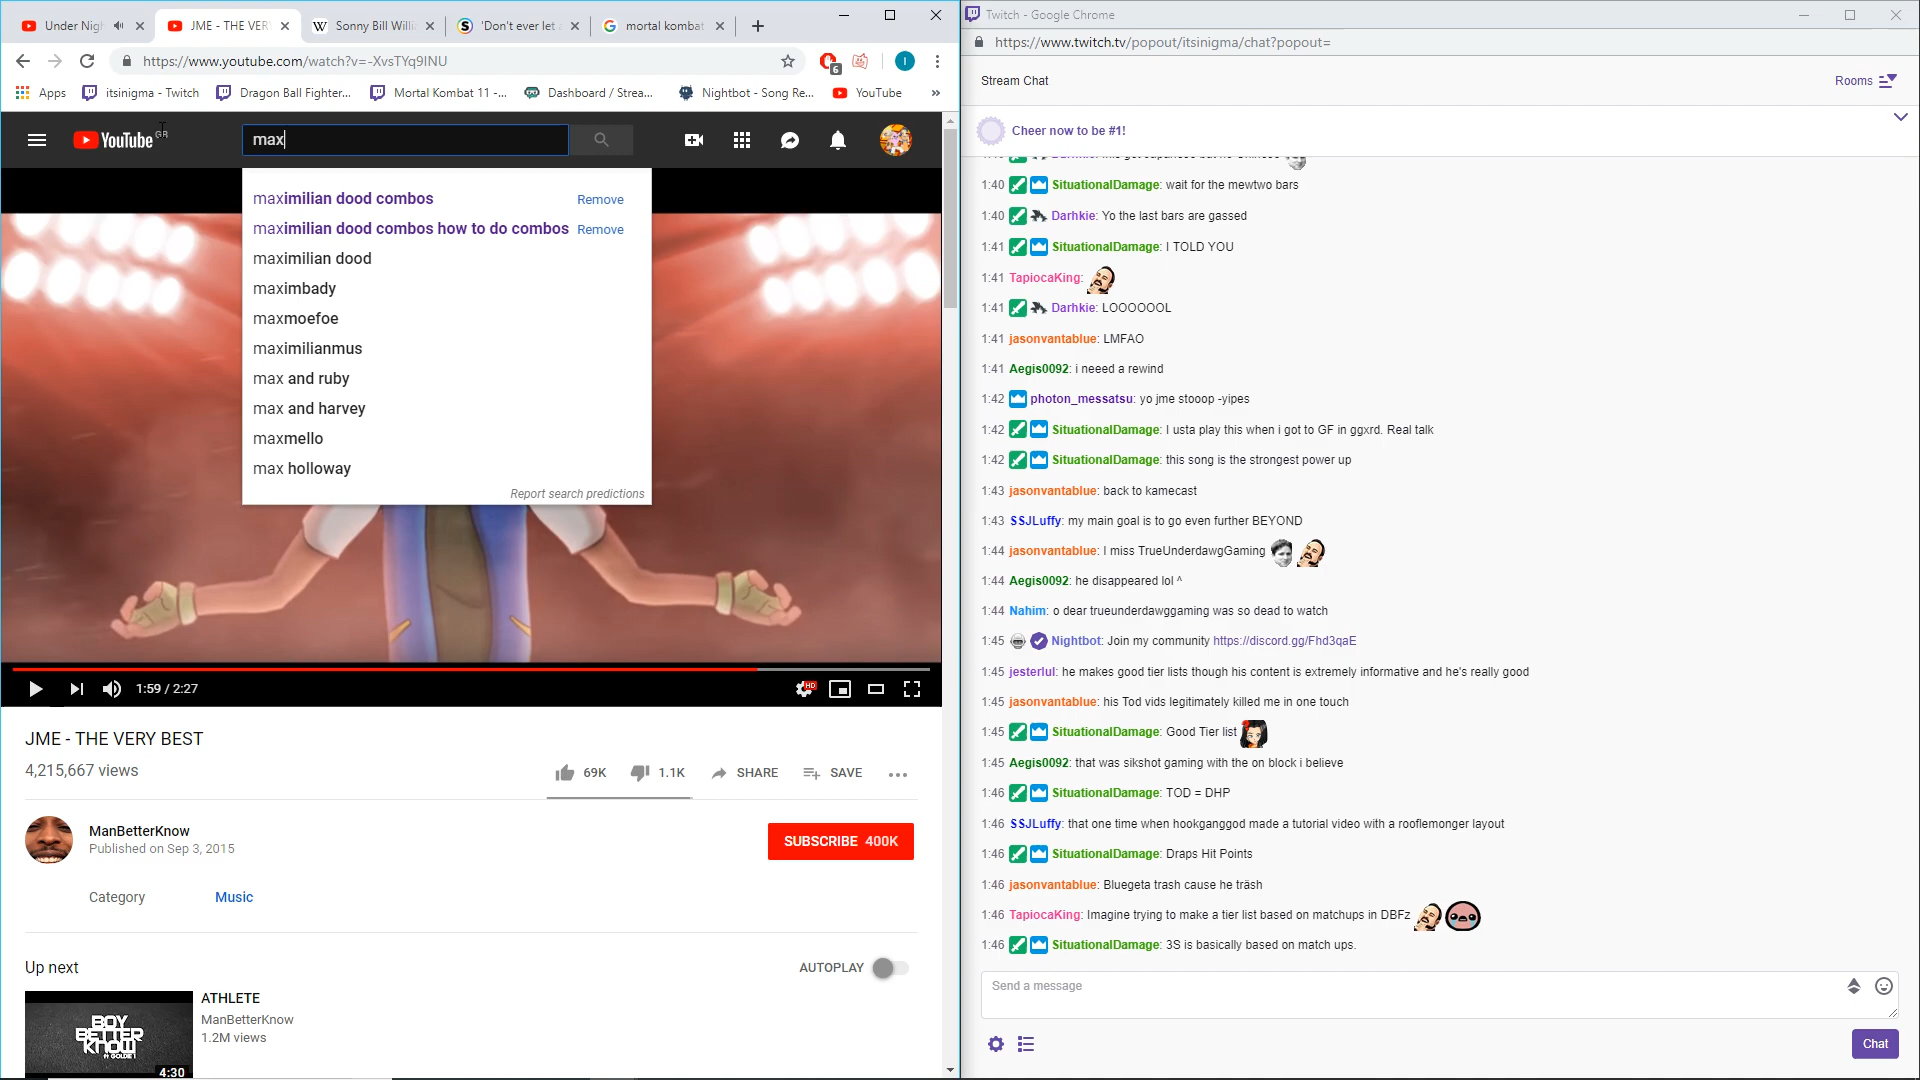 Under Nigh
JME - THE VER
Sonny Bill Willi
'Don't ever let
mortal kombat
https://www.youtube.com/watch?v=-XvsTYq9INU
6
I
Apps
itsinigma - Twitch
Dragon Ball Fighter...
Mortal Kombat 11 -...
Dashboard / Strea...
Nightbot - Song Re...
YouTube
»
YouTube GR
max
maximilian dood combos Remove
maximilian dood combos how to do combos Remove
maximilian dood
maximbady
maxmoefoe
maximilianmus
max and ruby
max and harvey
maxmello
max holloway
Report search predictions
1:59 / 2:27
HD
JME - THE VERY BEST
4,215,667 views
69K
1.1K
SHARE
SAVE
ManBetterKnow
Published on Sep 3, 2015
SUBSCRIBE 400K
Category Music
Up next
AUTOPLAY
BOY
BETTER
KNOW
4:30
ATHLETE
ManBetterKnow
1.2M views
Twitch - Google Chrome
https://www.twitch.tv/popout/itsinigma/chat?popout=
Stream Chat
Rooms
Cheer now to be #1!
1:40 SituationalDamage: wait for the mewtwo bars
1:40 Darhkie: Yo the last bars are gassed
1:41 SituationalDamage: I TOLD YOU
1:41 TapiocaKing:
1:41 Darhkie: LOOOOOOL
1:41 jasonvantablue: LMFAO
1:41 Aegis0092: i neeed a rewind
1:42 photon_messatsu: yo jme stooop -yipes
1:42 SituationalDamage: I usta play this when i got to GF in ggxrd. Real talk
1:42 SituationalDamage: this song is the strongest power up
1:43 jasonvantablue: back to kamecast
1:43 SSJLuffy: my main goal is to go even further BEYOND
1:44 jasonvantablue: I miss TrueUnderdawgGaming
1:44 Aegis0092: he disappeared lol ^
1:44 Nahim: o dear trueunderdawggaming was so dead to watch
1:45 Nightbot: Join my community https://discord.gg/Fhd3qaE
1:45 jesterlul: he makes good tier lists though his content is extremely informative and he's really good
1:45 jasonvantablue: his Tod vids legitimately killed me in one touch
1:45 SituationalDamage: Good Tier list
1:45 Aegis0092: that was sikshot gaming with the on block i believe
1:46 SituationalDamage: TOD = DHP
1:46 SSJLuffy: that one time when hookganggod made a tutorial video with a rooflemonger layout
1:46 SituationalDamage: Draps Hit Points
1:46 jasonvantablue: Bluegeta trash cause he träsh
1:46 TapiocaKing: Imagine trying to make a tier list based on matchups in DBFz
1:46 SituationalDamage: 3S is basically based on match ups.
Send a message
Chat